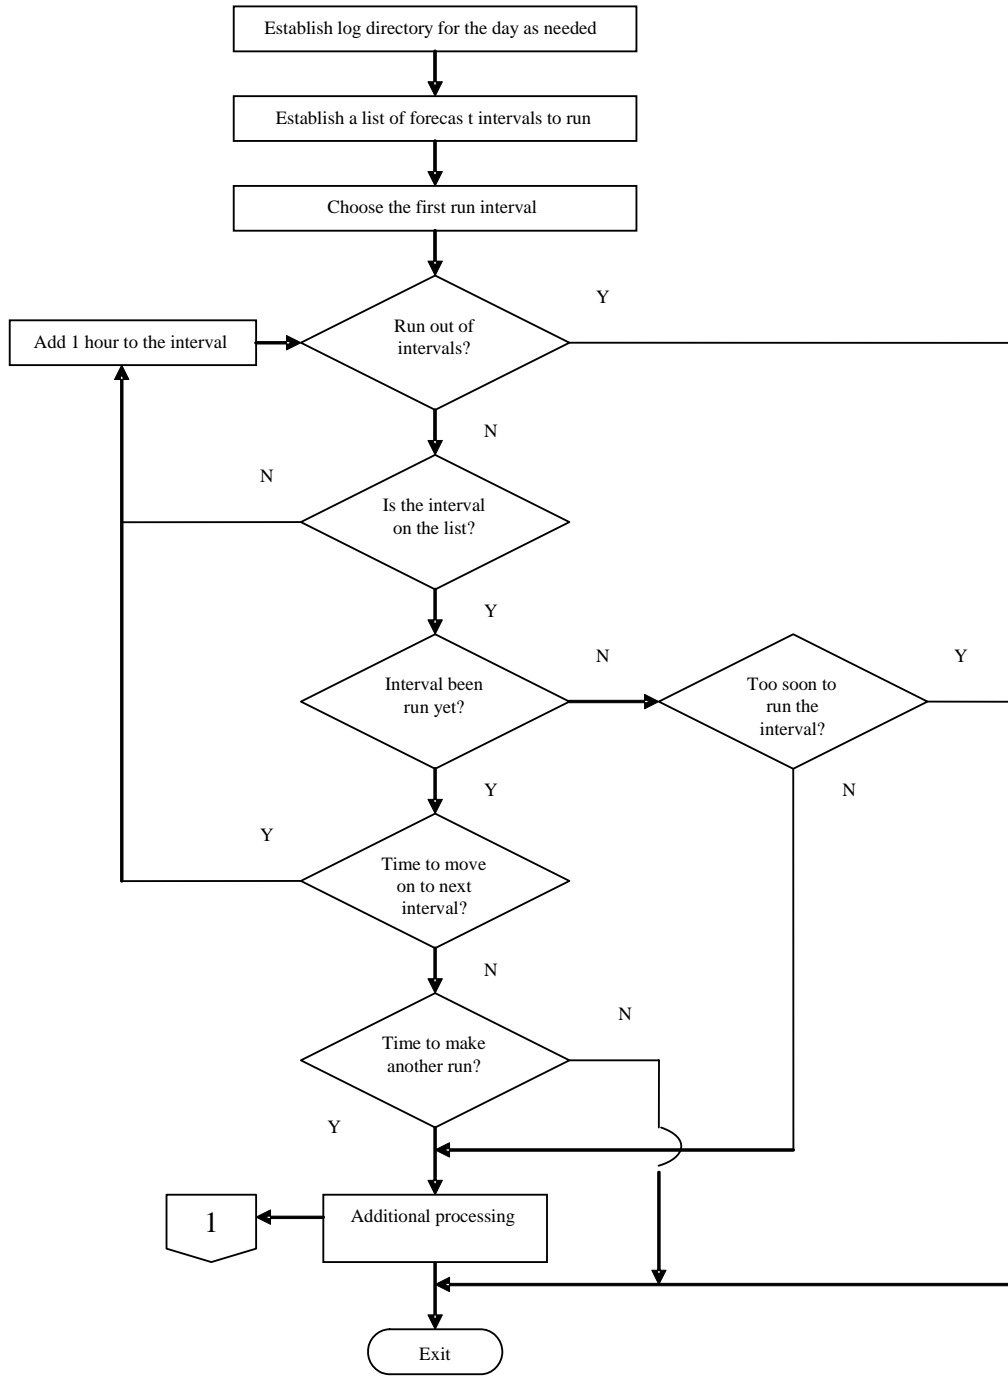 Establish log directory for the day as needed
Establish a list of forecas t intervals to run
Choose the first run interval
Y
Add 1 hour to the interval
Run out of
intervals?
N
N
Is the interval
on the list?
Y
N
Y
Interval been
run yet?
Too soon to
run the
interval?
Y
N
Y
Time to move
on to next
interval?
N
N
Time to make
another run?
Y
1
Additional processing
Exit